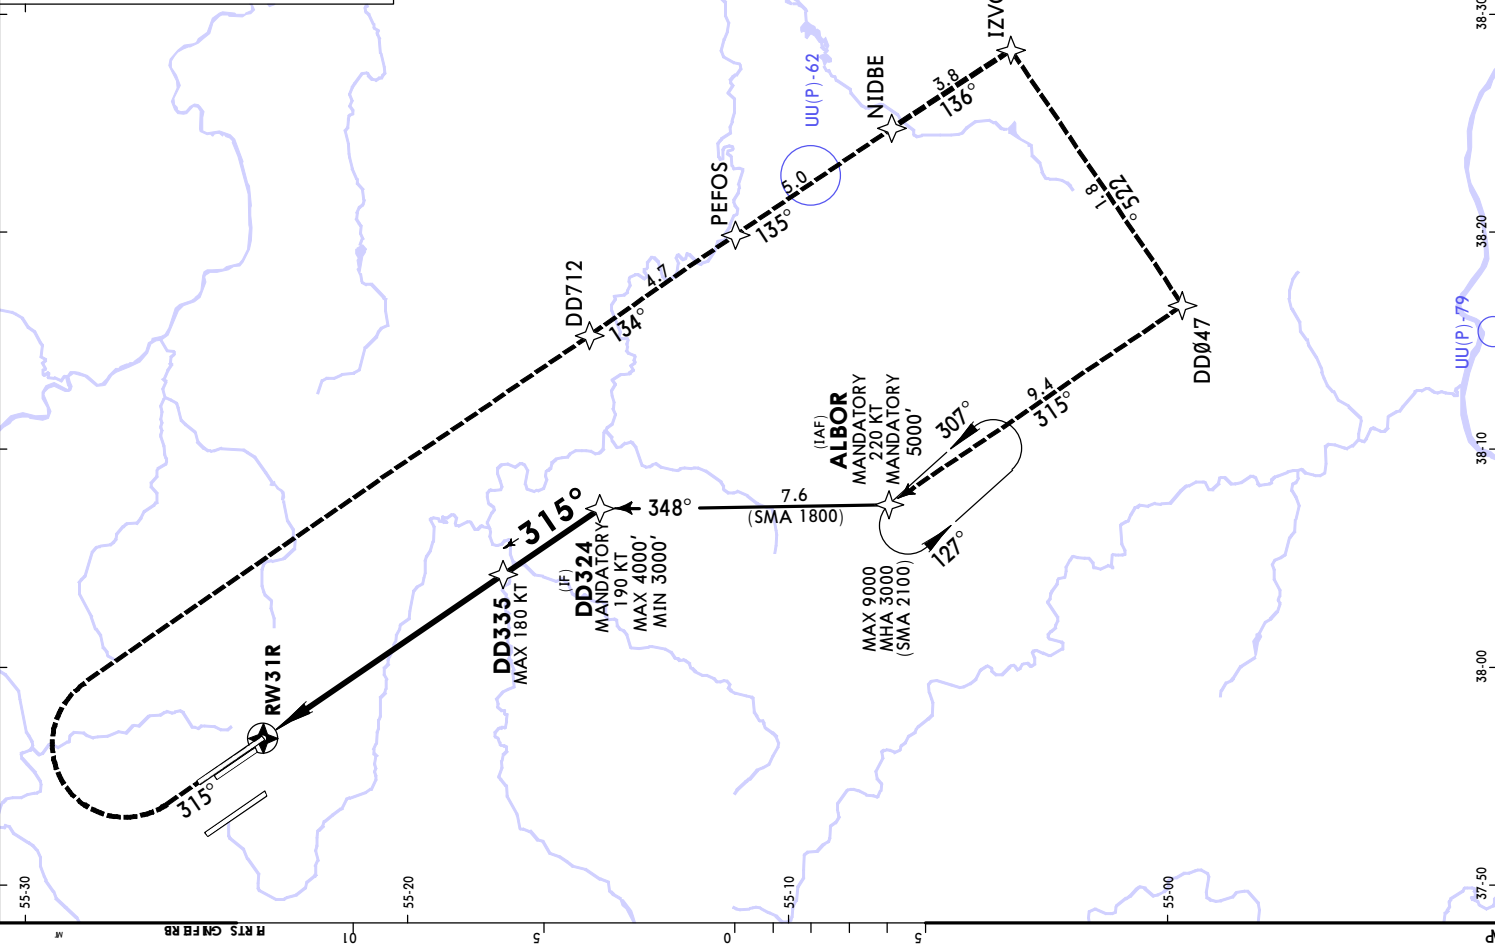 38-30
IZV
3.8
136°
NIDBE
UU(P)-62
5.0
135°
PEFOS
4.7
134°
DD712
1.8
225°
38-20
UU(P)-79
DDØ47
9.4
315°
(IAF)
ALBOR
MANDATORY
220 KT
MANDATORY
5000'
307°
127°
38-10
7.6
(SMA 1800)
348°
315°
(IF)
DD324
MANDATORY
190 KT
MAX 4000'
MIN 3000'
DD335
MAX 180 KT
MAX 9000
MHA 3000
(SMA 2100)
RW31R
315°
38-00
37-50
55-30
55-20
55-10
55-00
10
5
0
5